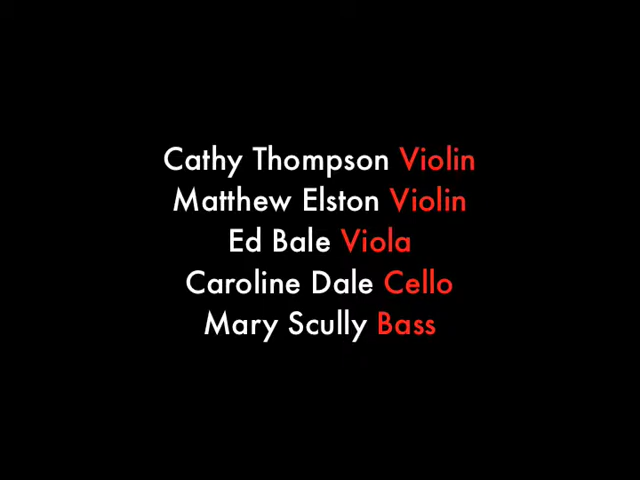 Cathy Thompson Violin
Matthew Elston Violin
Ed Bale Viola
Caroline Dale Cello
Mary Scully Bass